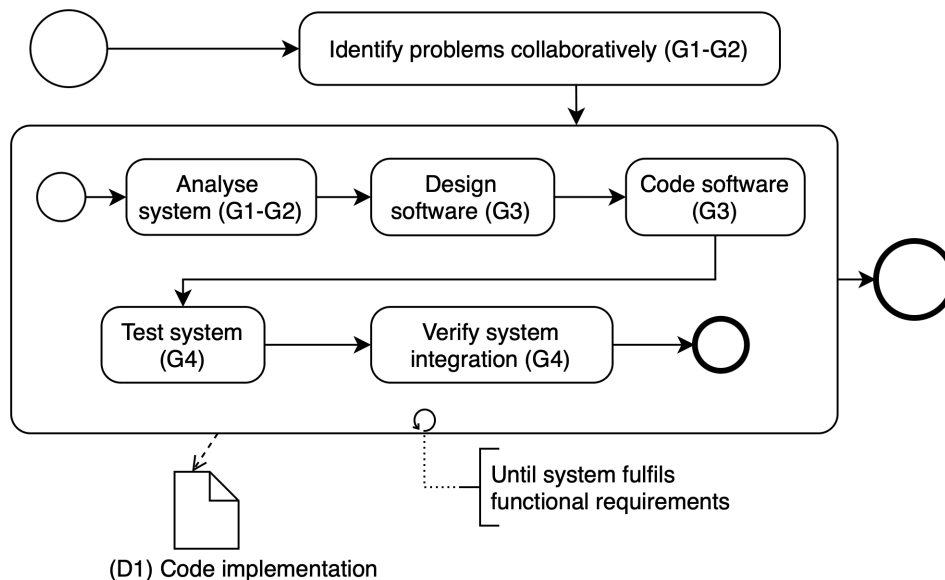 Identify problems collaboratively (G1-G2)
Analyse
system (G1-G2)
Design
software (G3)
Code software
(G3)
Test system
(G4)
Verify system
integration (G4)
Until system fulfils
functional requirements
(D1) Code implementation